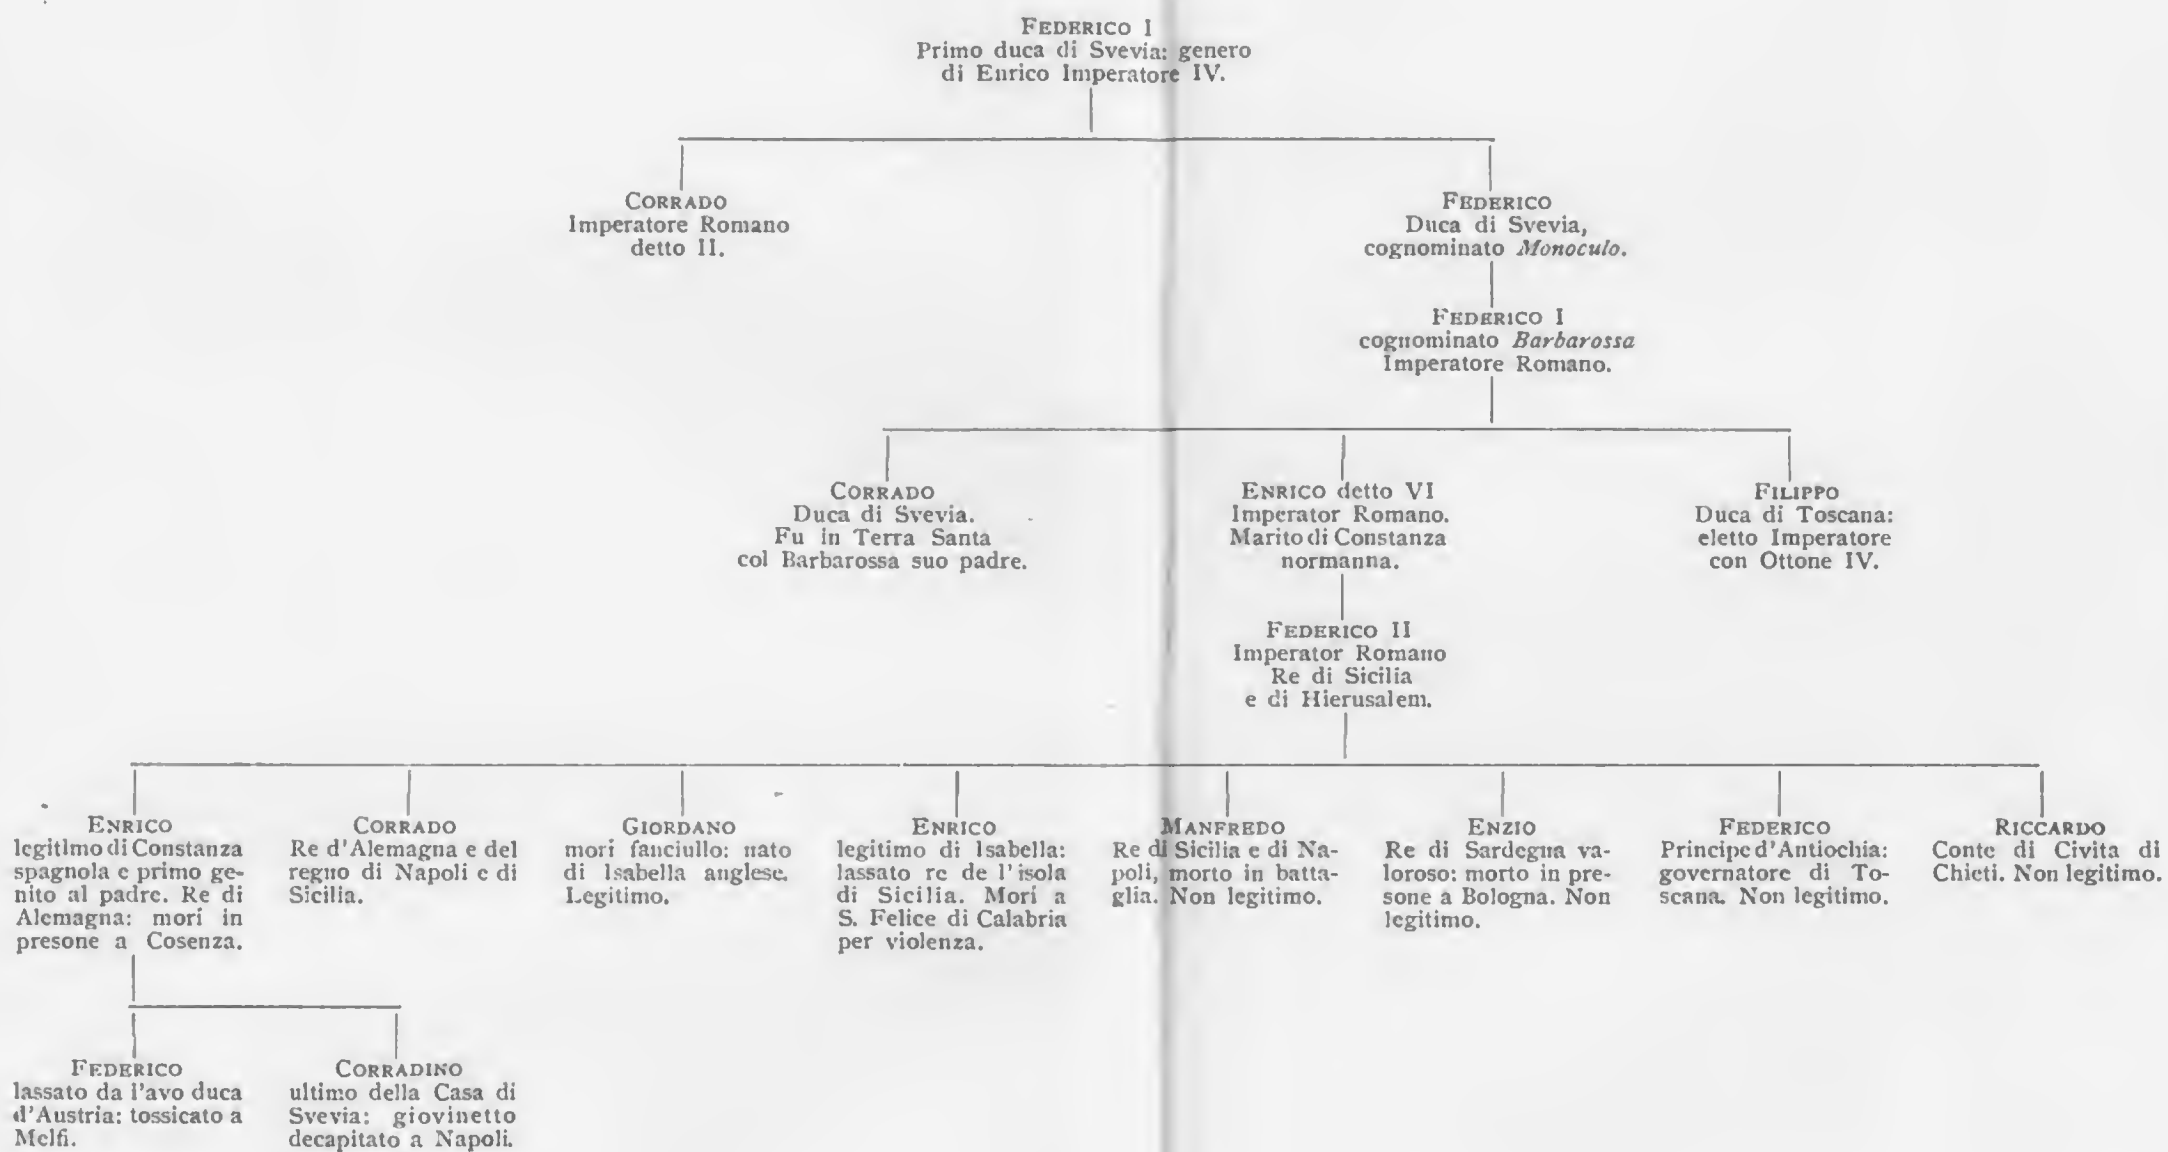 FEDERICO I
Primo duca di Svevia: genero
di Enrico Imperatore IV.
CORRADO
Imperatore Romano
detto II.
FEDERICO
Duca di Svevia,
cognominato Monoculo.
FEDERICO I
cognominato Barbarossa
Imperatore Romano.
CORRADO
Duca di Svevia.
Fu in Terra Santa
col Barbarossa suo padre.
ENRICO detto VI
Imperator Romano.
Marito di Constanza
normanna.
FILIPPO
Duca di Toscana:
eletto Imperatore
con Ottone IV.
FEDERICO II
Imperator Romano
Re di Sicilia
e di Hierusalem.
ENRICO
legitimo di Constanza
spagnola e primo ge-
nito al padre. Re di
Alemagna: mori in
presone a Cosenza.
CORRADO
Re d'Alemagna e del
regno di Napoli e di
Sicilia.
GIORDANO
mori fanciullo: nato
di Isabella anglese.
Legitimo.
ENRICO
legitimo di Isabella:
lassato re de l'isola
di Sicilia. Mori a
S. Felice di Calabria
per violenza.
MANFREDO
Re di Sicilia e di Na-
poli, morto in batta-
glia. Non legitimo.
ENZIO
Re di Sardegna va-
loroso: morto in pre-
sone a Bologna. Non
legitimo.
FEDERICO
Principe d'Antiochia:
governatore di To-
scana. Non legitimo.
RICCARDO
Conte di Civita di
Chieti. Non legitimo.
FEDERICO
lassato da l'avo duca
d'Austria: tossicato a
Melfi.
CORRADINO
ultimo della Casa di
Svevia: giovinetto
decapitato a Napoli.